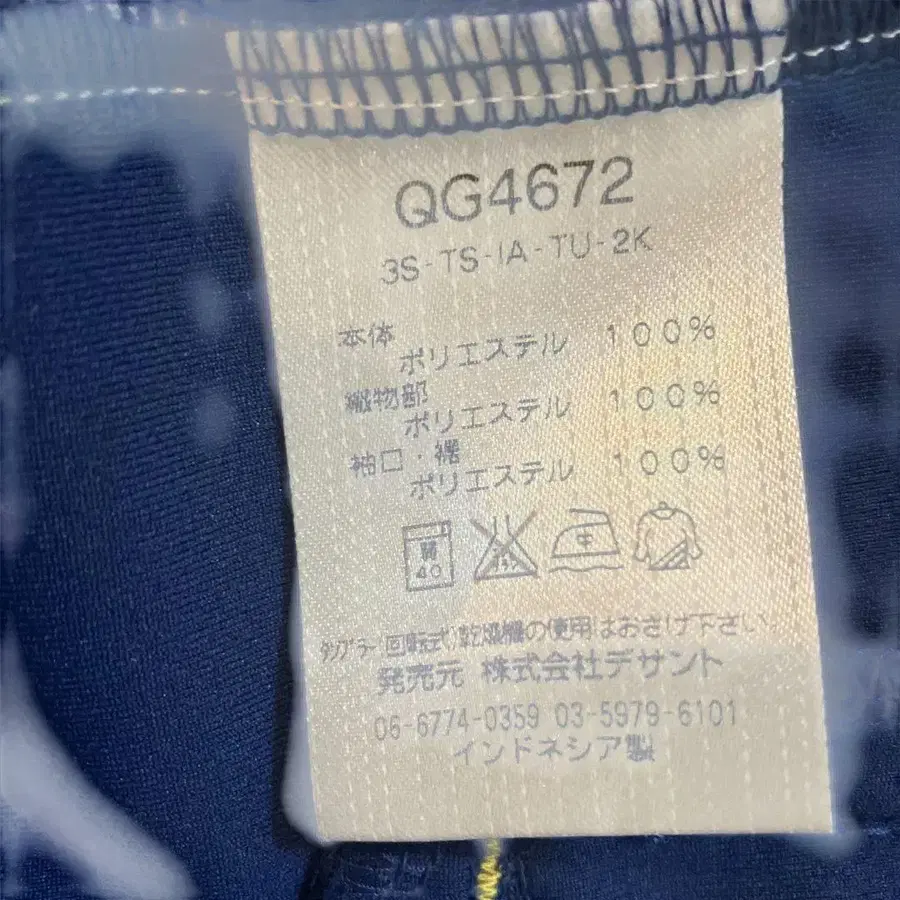 QG4672
3S-TS-IA-TU-2K
本体
ポリエステル 100%
織物部
ポリエステル 100%
袖口・裾
ポリエステル 100%
弱
40
中
タンブラー回転式乾燥機の使用はおさけ下さい。
発売元 株式会社デサント
06-6774-0359 03-5979-6101
インドネシア製